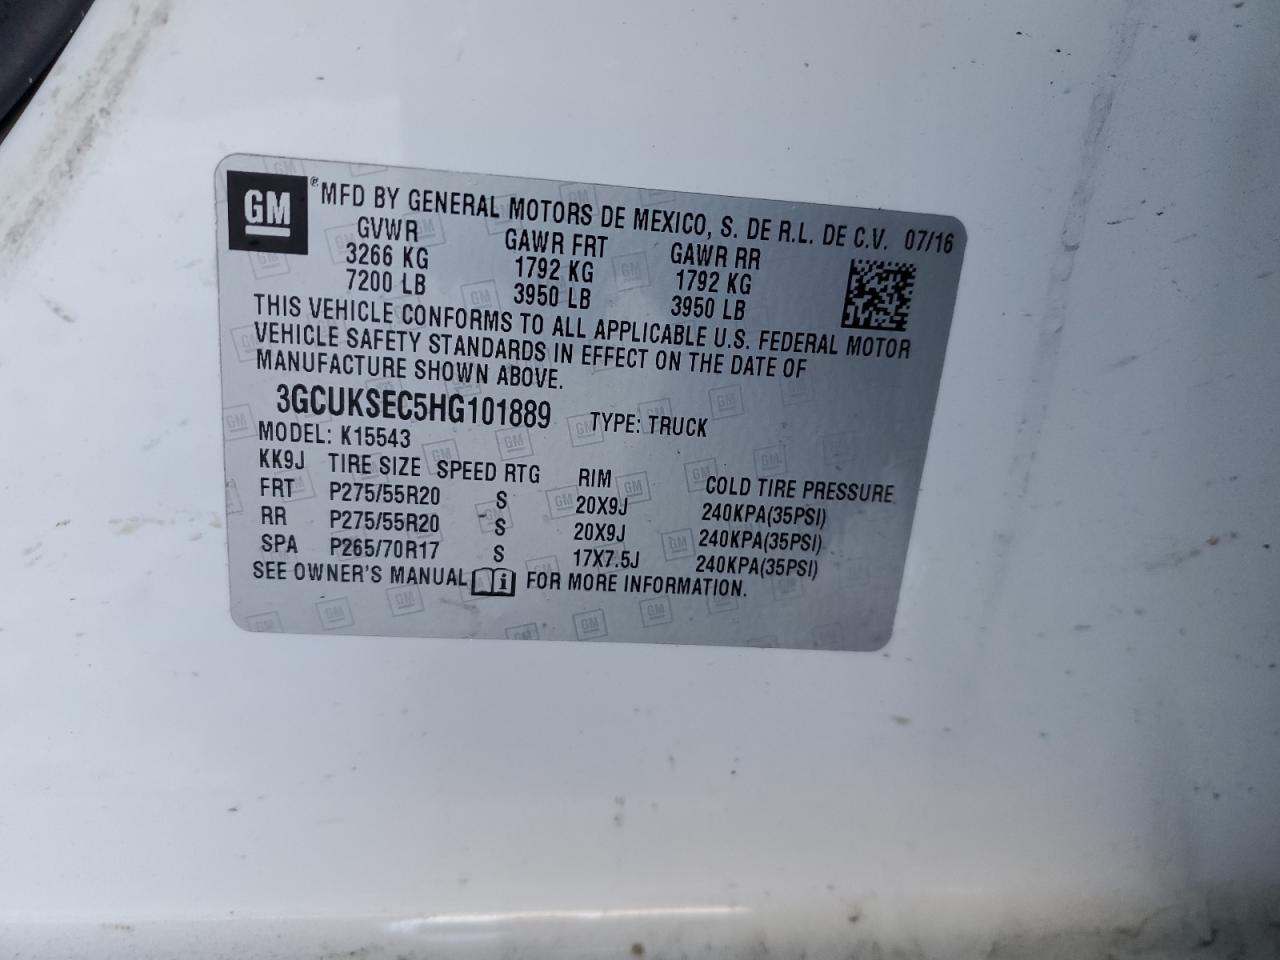 GM ® MFD BY GENERAL MOTORS DE MEXICO, S. DE R.L. DE C.V. 07/16
GVWR GAWR FRT GAWR RR
3266 KG 1792 KG 1792 KG
7200 LB 3950 LB 3950 LB
THIS VEHICLE CONFORMS TO ALL APPLICABLE U.S. FEDERAL MOTOR
VEHICLE SAFETY STANDARDS IN EFFECT ON THE DATE OF
MANUFACTURE SHOWN ABOVE.
3GCUKSEC5HG101889 TYPE: TRUCK
MODEL: K15543
KK9J TIRE SIZE SPEED RTG RIM COLD TIRE PRESSURE
FRT P275/55R20 S 20X9J 240KPA(35PSI)
RR P275/55R20 S 20X9J 240KPA(35PSI)
SPA P265/70R17 S 17X7.5J 240KPA(35PSI)
SEE OWNER'S MANUAL i FOR MORE INFORMATION.